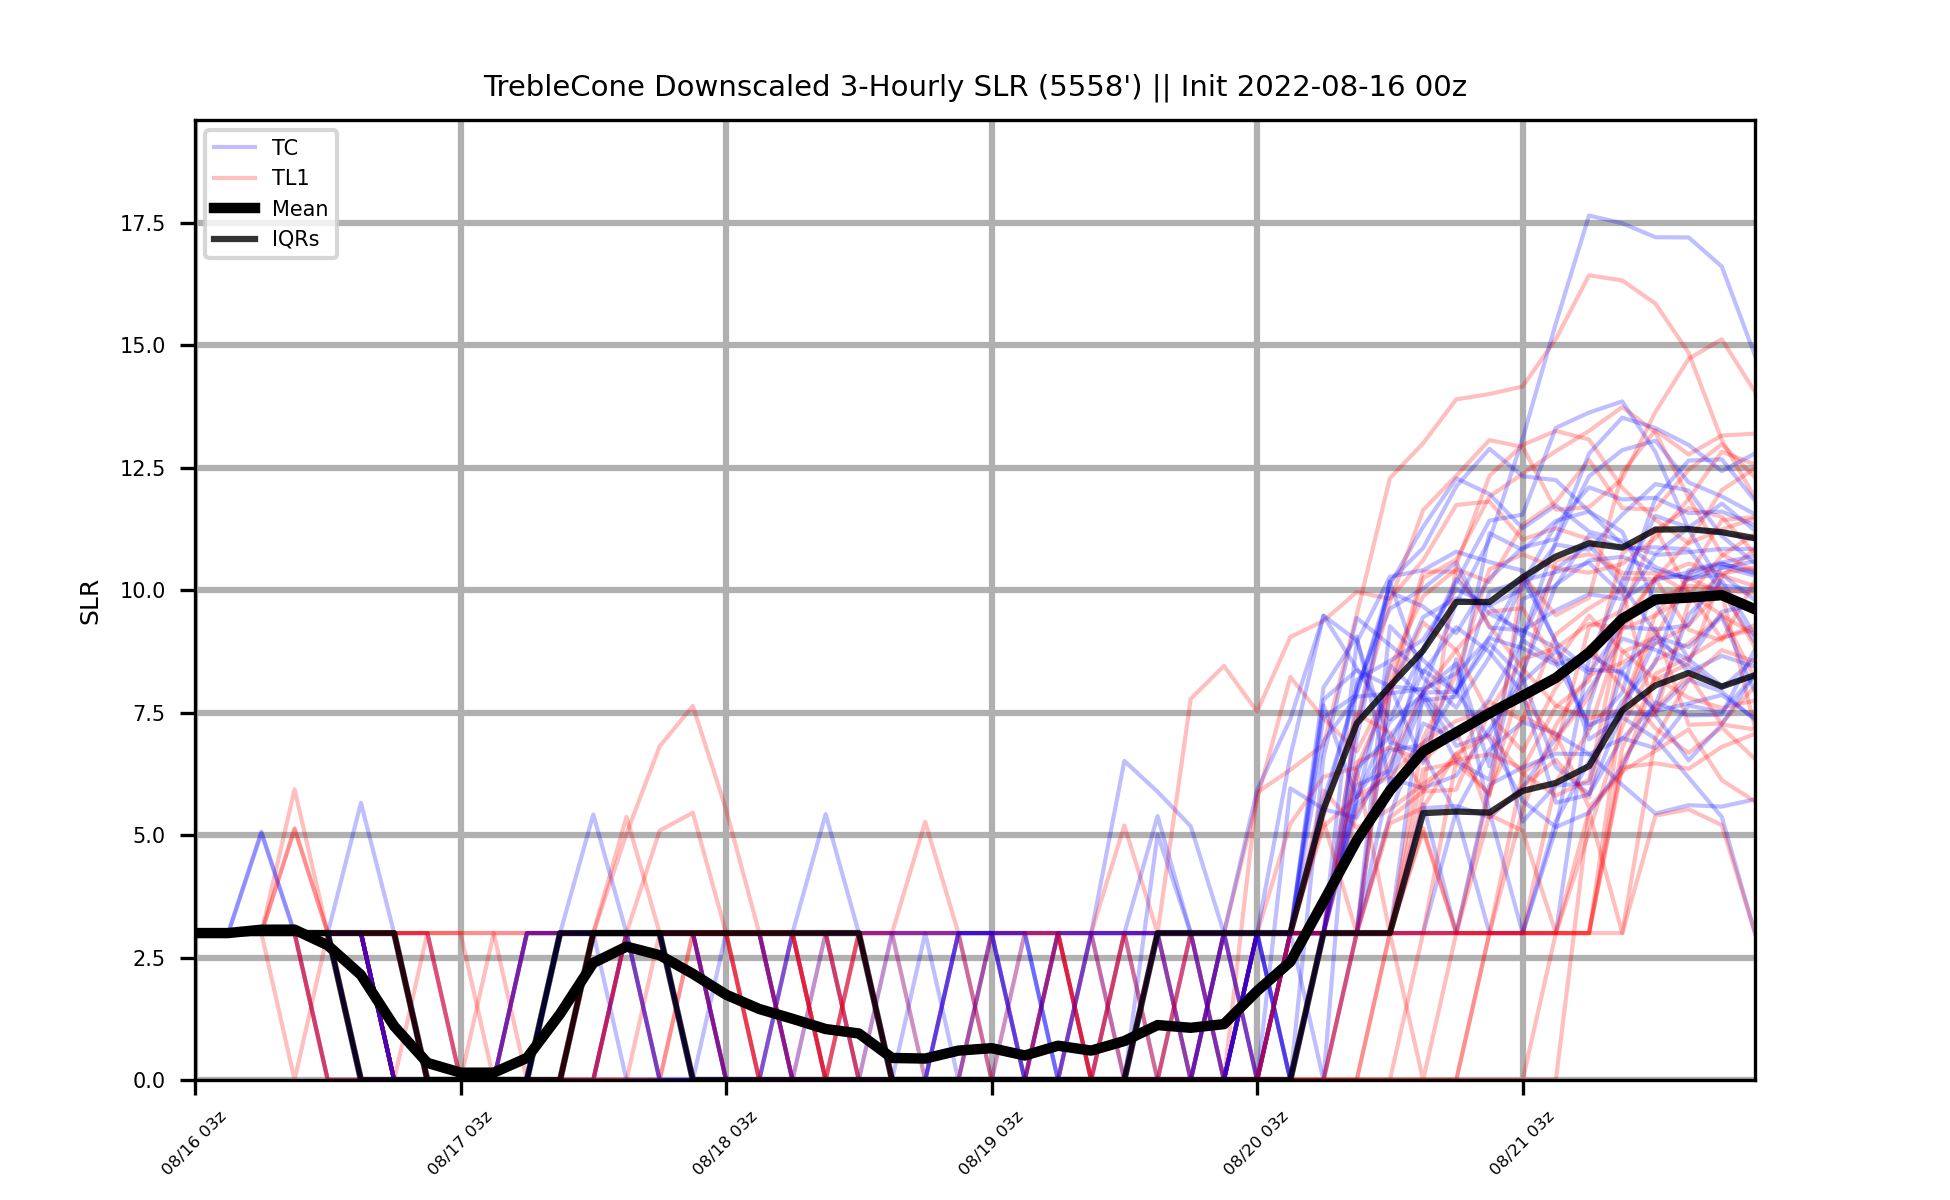 TrebleCone Downscaled 3-Hourly SLR (5558') || Init 2022-08-16 00z
TC
TL1
Mean
IQRs
SLR
17.5
15.0
12.5
10.0
7.5
5.0
2.5
0.0
08/16 03z
08/17 03z
08/18 03z
08/19 03z
08/20 03z
08/21 03z